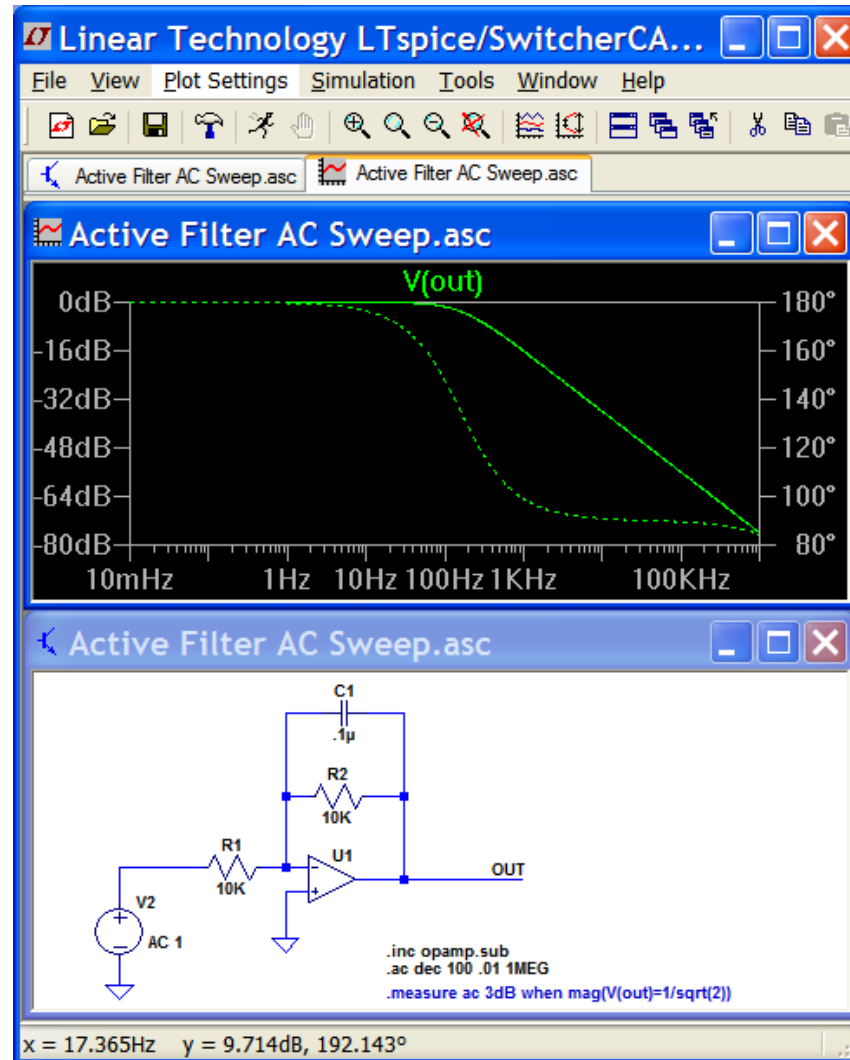 Linear Technology LTspice/SwitcherCA...
File View Plot Settings Simulation Tools Window Help
Active Filter AC Sweep.asc Active Filter AC Sweep.asc
Active Filter AC Sweep.asc
V(out)
0dB 180°
-16dB 160°
-32dB 140°
-48dB 120°
-64dB 100°
-80dB 80°
10mHz 1Hz 10Hz 100Hz 1KHz 100KHz
Active Filter AC Sweep.asc
C1
.1µ
R2
10K
R1
10K
U1
OUT
V2
AC 1
.inc opamp.sub
.ac dec 100 .01 1MEG
.measure ac 3dB when mag(V(out)=1/sqrt(2))
x = 17.365Hz y = 9.714dB, 192.143º